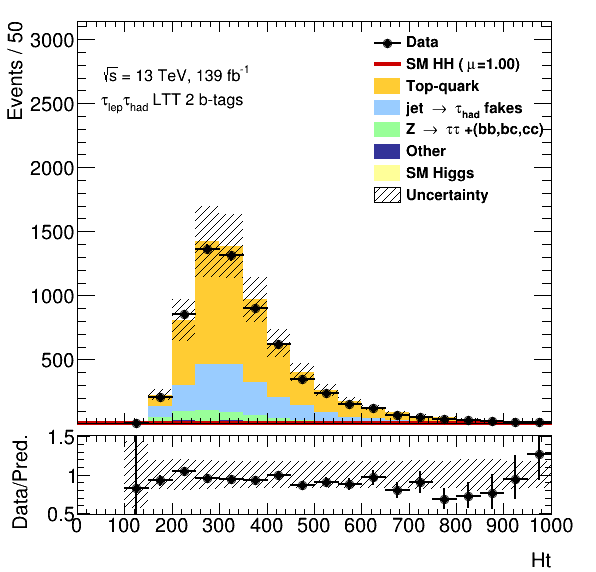 Events / 50
3000
2500
2000
1500
1000
500
√s = 13 TeV, 139 fb⁻¹
τlepτhad LTT 2 b-tags
Data
SM HH ( μ=1.00)
Top-quark
jet → τhad fakes
Z → ττ +(bb,bc,cc)
Other
SM Higgs
Uncertainty
Data/Pred.
1.5
1
0.5
0 100 200 300 400 500 600 700 800 900 1000
Ht